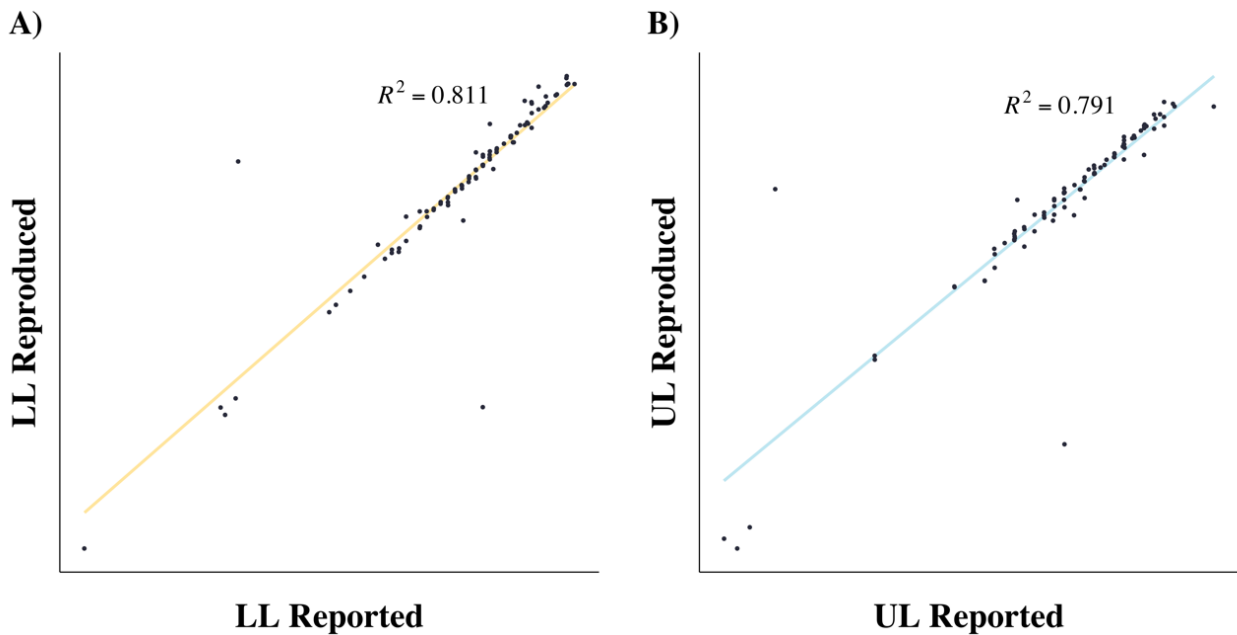 A)
R² = 0.811
LL Reproduced
LL Reported
B)
R² = 0.791
UL Reproduced
UL Reported